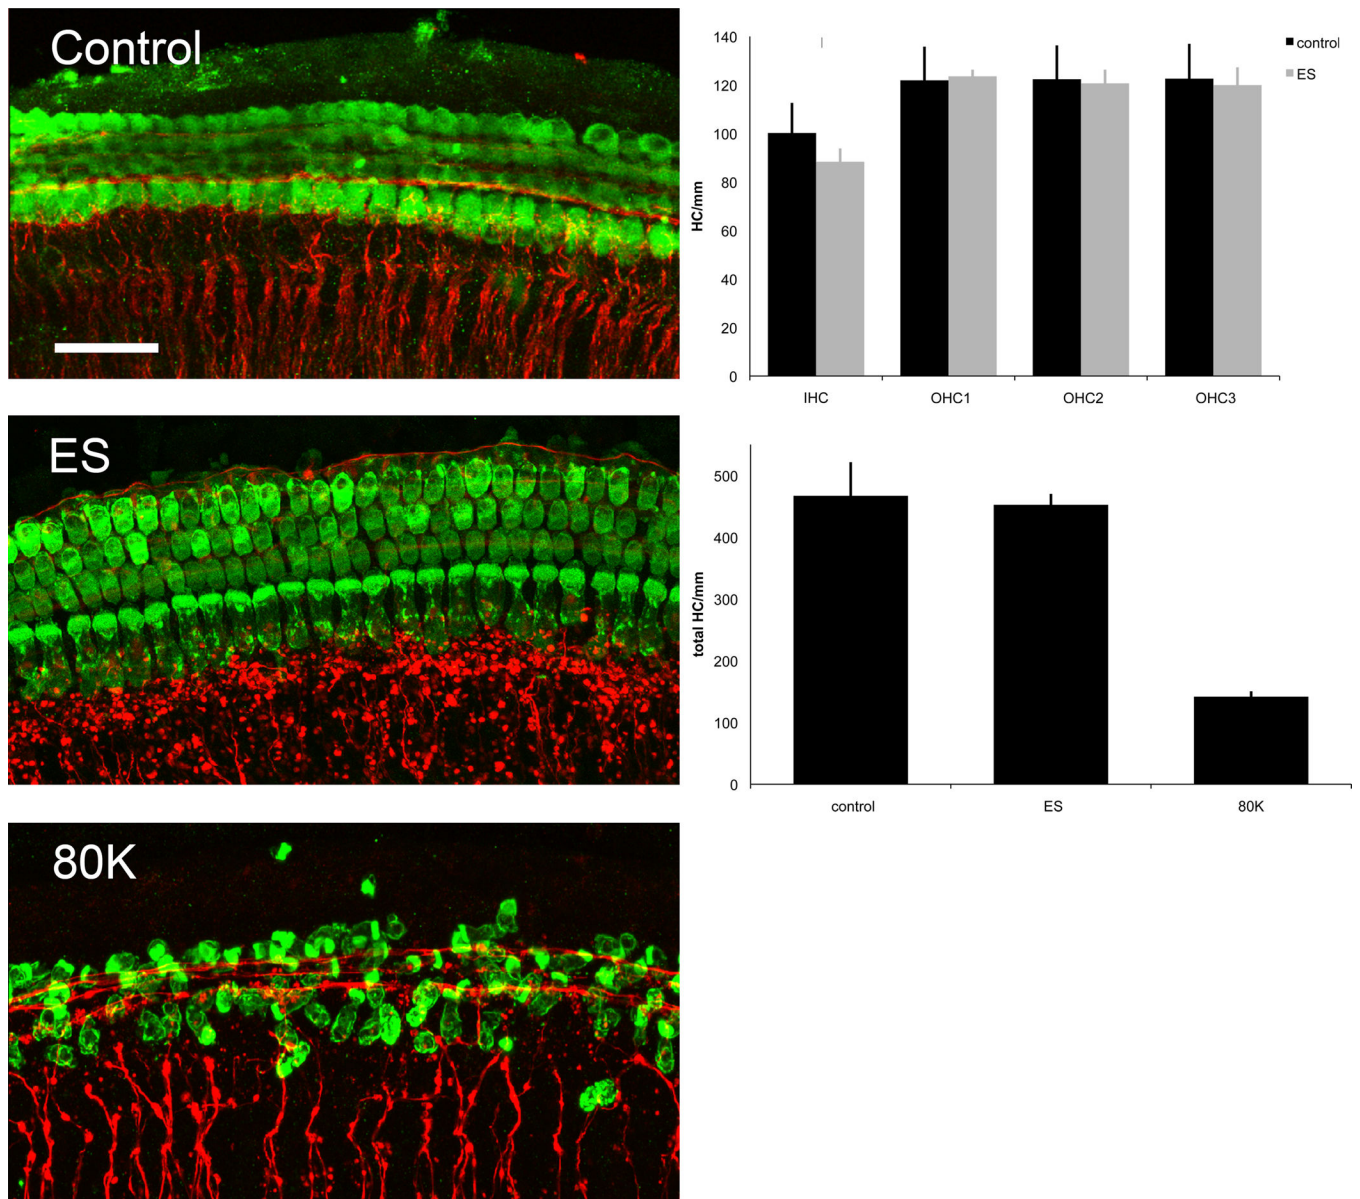 Control
ES
80K
140
120
100
80
60
40
20
0
HC/mm
IHC OHC1 OHC2 OHC3
control
ES
500
400
300
200
100
0
total HC/mm
control ES 80K